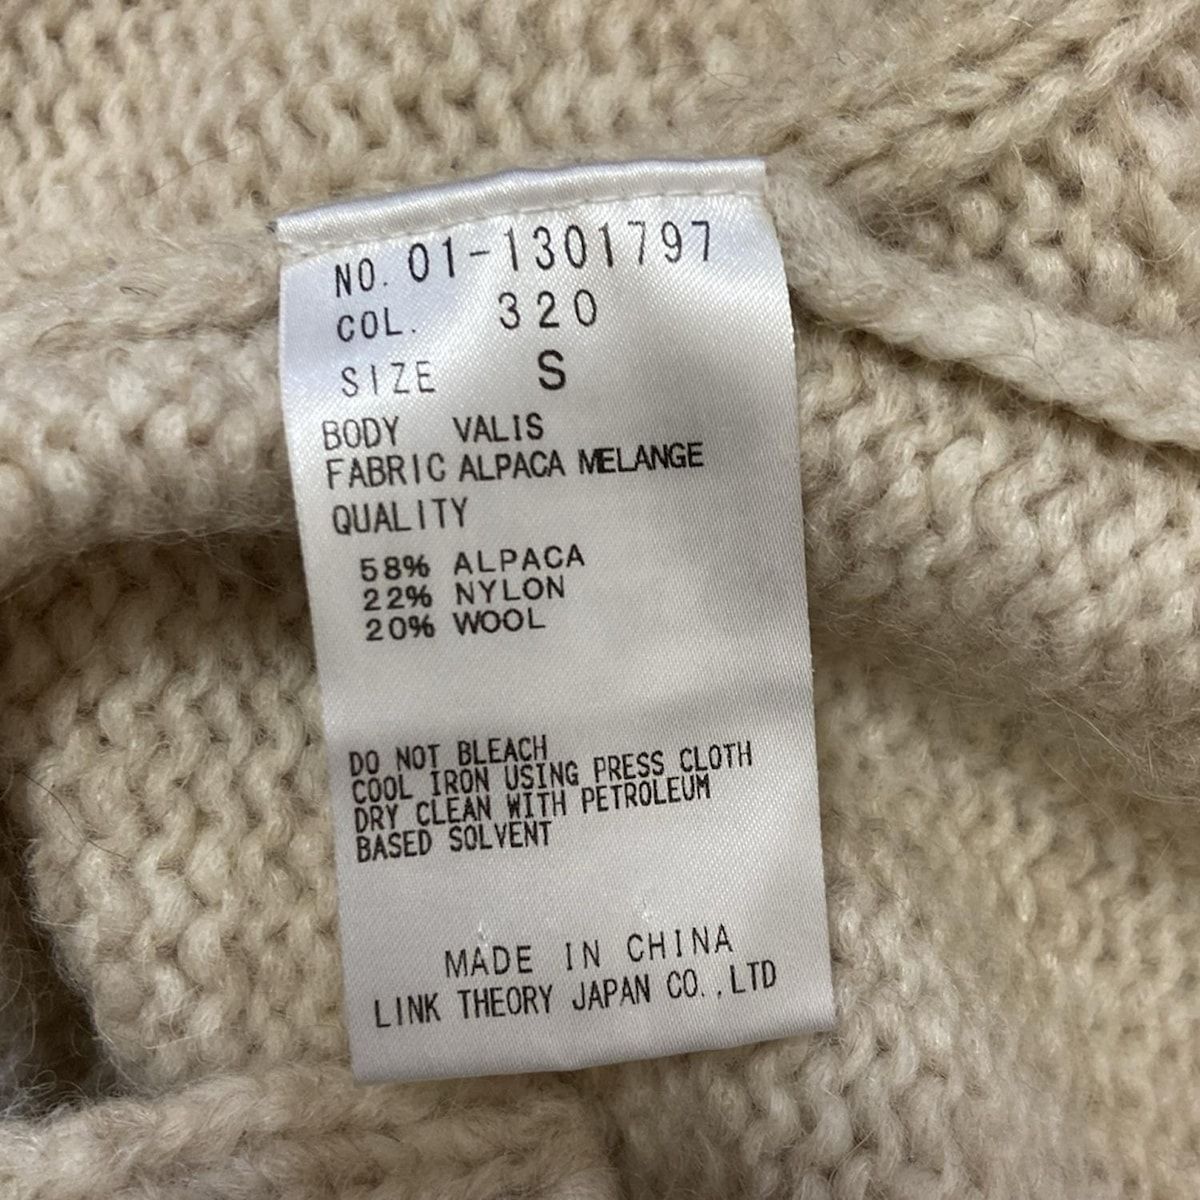 NO. 01-1301797
COL. 320
SIZE S
BODY VALIS
FABRIC ALPACA MELANGE
QUALITY
58% ALPACA
22% NYLON
20% WOOL
DO NOT BLEACH
COOL IRON USING PRESS CLOTH
DRY CLEAN WITH PETROLEUM
BASED SOLVENT
MADE IN CHINA
LINK THEORY JAPAN CO.,LTD